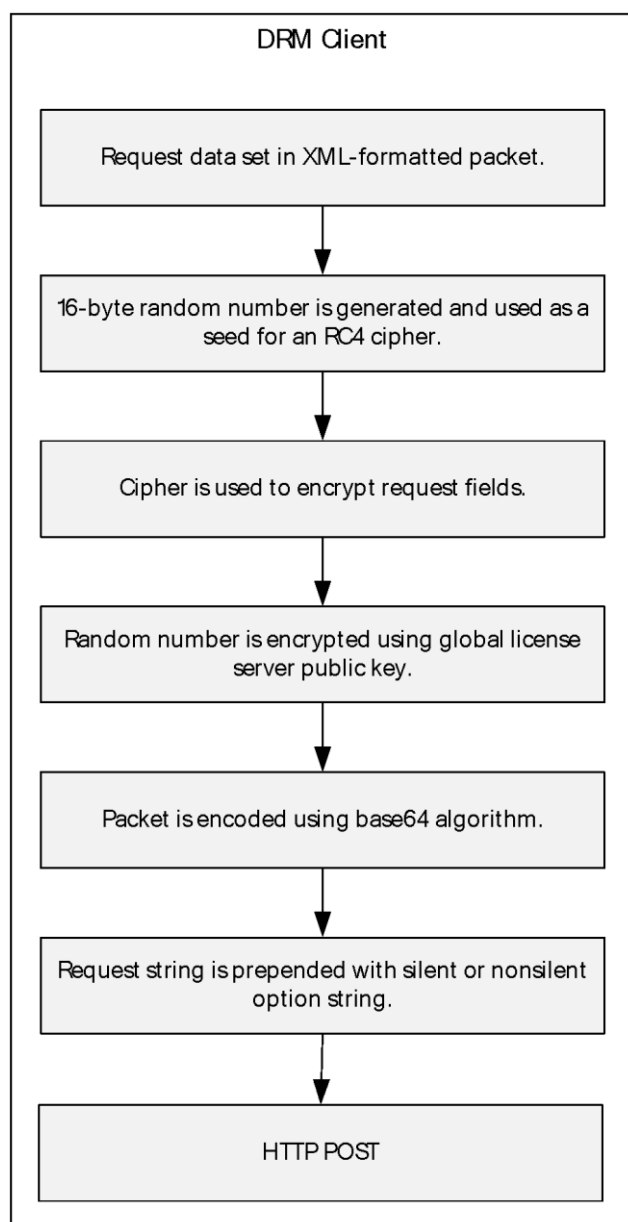 DRM Client
Request data set in XML-formatted packet.
16-byte random number is generated and used as a
seed for an RC4 cipher.
Cipher is used to encrypt request fields.
Random number is encrypted using global license
server public key.
Packet is encoded using base64 algorithm.
Request string is prepended with silent or nonsilent
option string.
HTTP POST